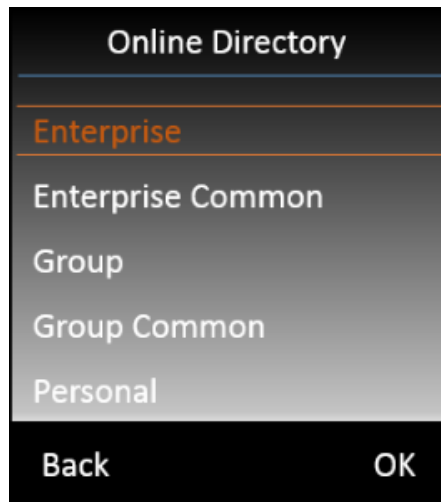 Online Directory
Enterprise
Enterprise Common
Group
Group Common
Personal
Back OK